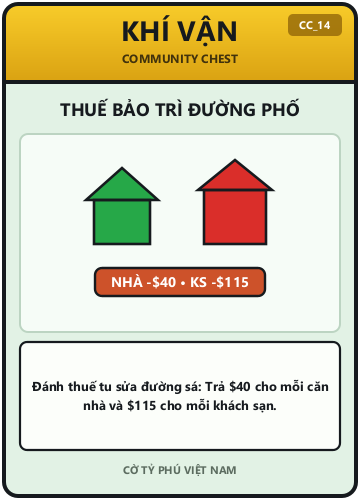 KHÍ VẬN
CC_14
COMMUNITY CHEST
THUẾ BẢO TRÌ ĐƯỜNG PHỐ
NHÀ -$40 • KS -$115
Đánh thuế tu sửa đường sá: Trả $40 cho mỗi căn
nhà và $115 cho mỗi khách sạn.
CỜ TỶ PHÚ VIỆT NAM